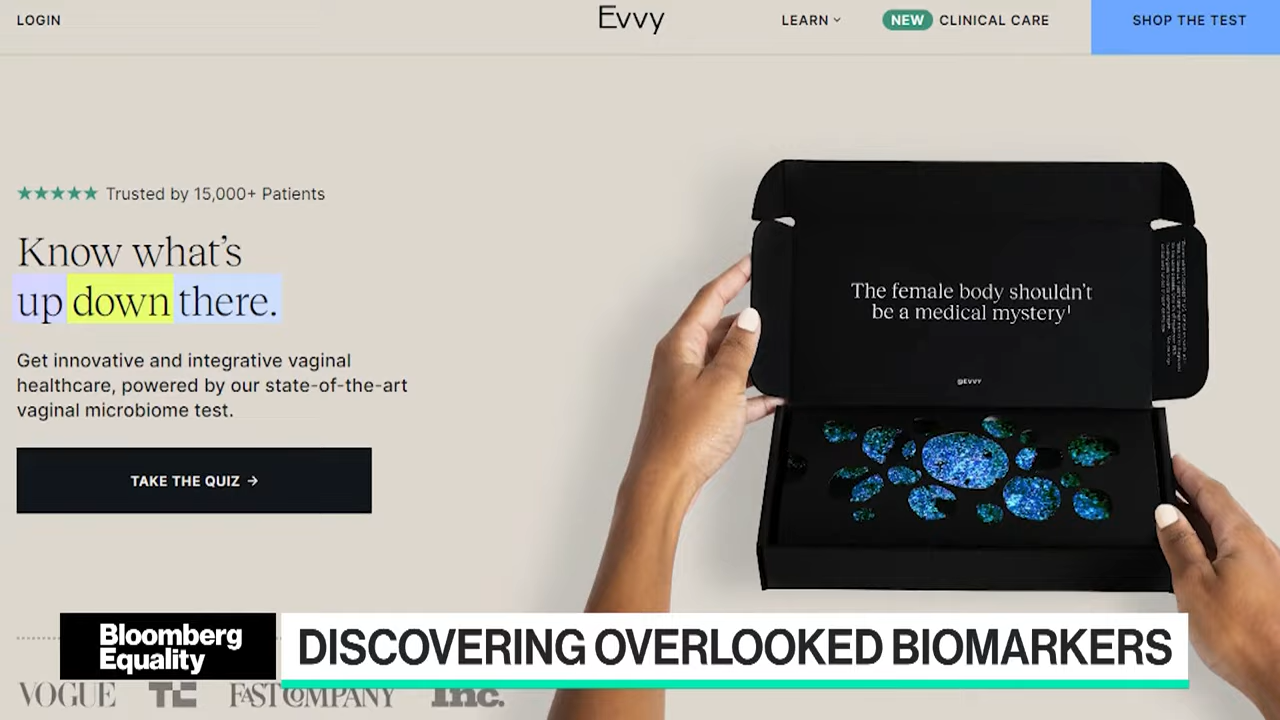 LOGIN
Evvy
LEARN
NEW CLINICAL CARE
SHOP THE TEST
Trusted by 15,000+ Patients
Know what's
up down there.
Get innovative and integrative vaginal
healthcare, powered by our state-of-the-art
vaginal microbiome test.
TAKE THE QUIZ →
The female body shouldn't
be a medical mystery¹
@EVVY
Bloomberg
Equality
DISCOVERING OVERLOOKED BIOMARKERS
VOGUE TC FAST COMPANY Inc.